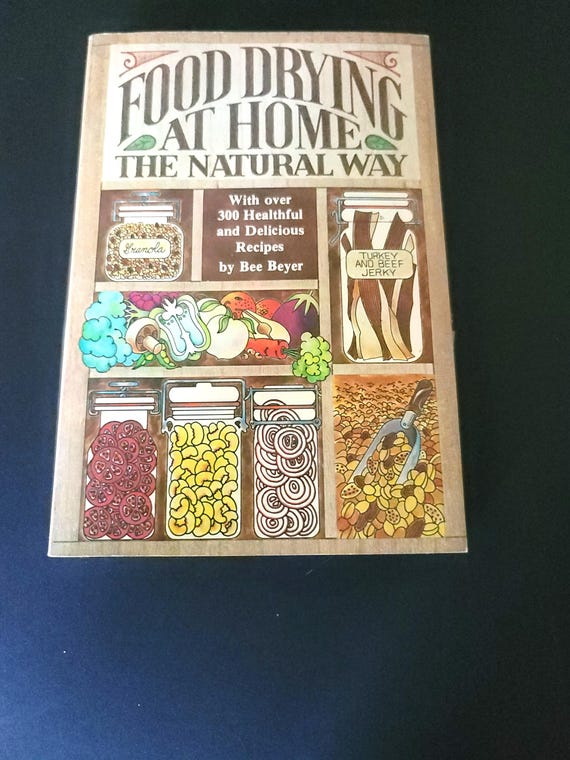 FOOD DRYING
AT HOME
THE NATURAL WAY
With over
300 Healthful
and Delicious
Recipes
by Bee Beyer
Granola
TURKEY
AND BEEF
JERKY